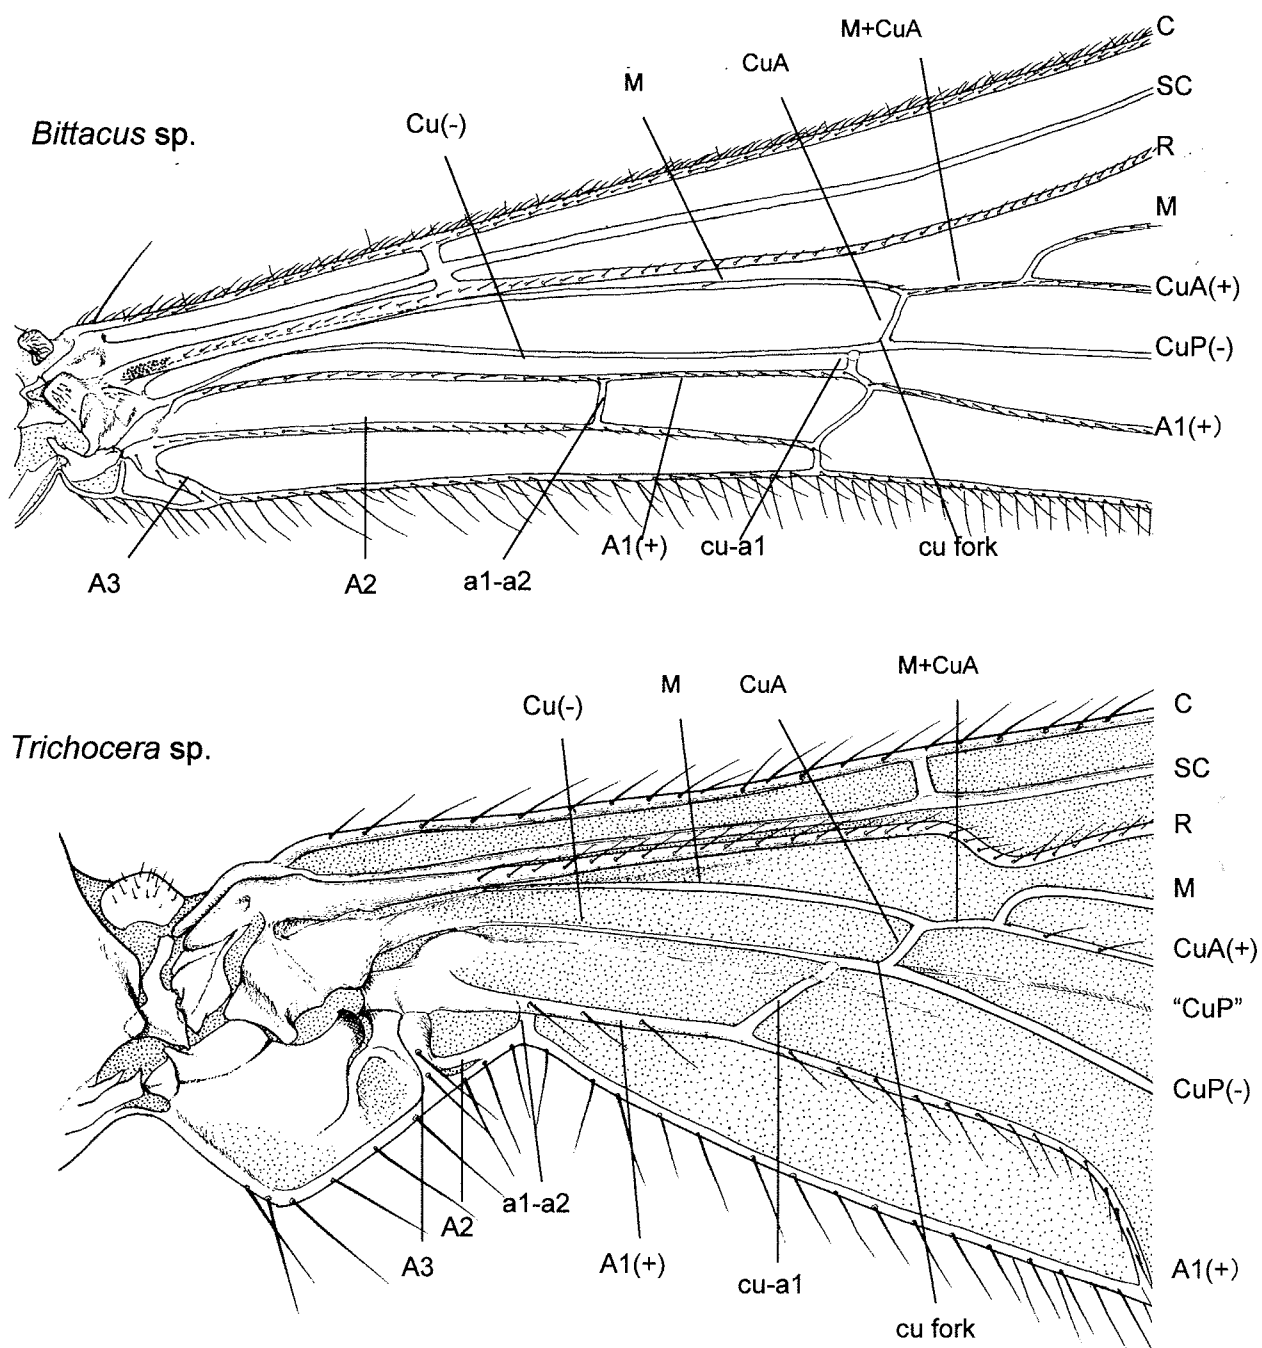 M+CuA
C
CuA
M
SC
Cu(-)
Bittacus sp.
R
M
CuA(+)
CuP(-)
A1(+)
A1(+)
cu-a1
cu fork
A3
A2
a1-a2
M+CuA
M
CuA
Cu(-)
C
Trichocera sp.
SC
R
M
CuA(+)
“CuP”
CuP(-)
a1-a2
A2
A3
A1(+)
cu-a1
A1(+)
cu fork